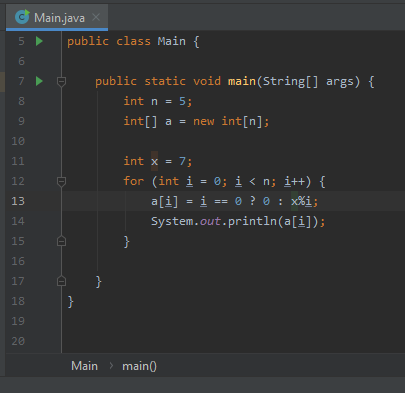 Main.java
5 public class Main {
6
7 public static void main(String[] args) {
8 int n = 5;
9 int[] a = new int[n];
10
11 int x = 7;
12 for (int i = 0; i < n; i++) {
13 a[i] = i == 0 ? 0 : x%i;
14 System.out.println(a[i]);
15 }
16
17 }
18 }
19
20
Main > main()